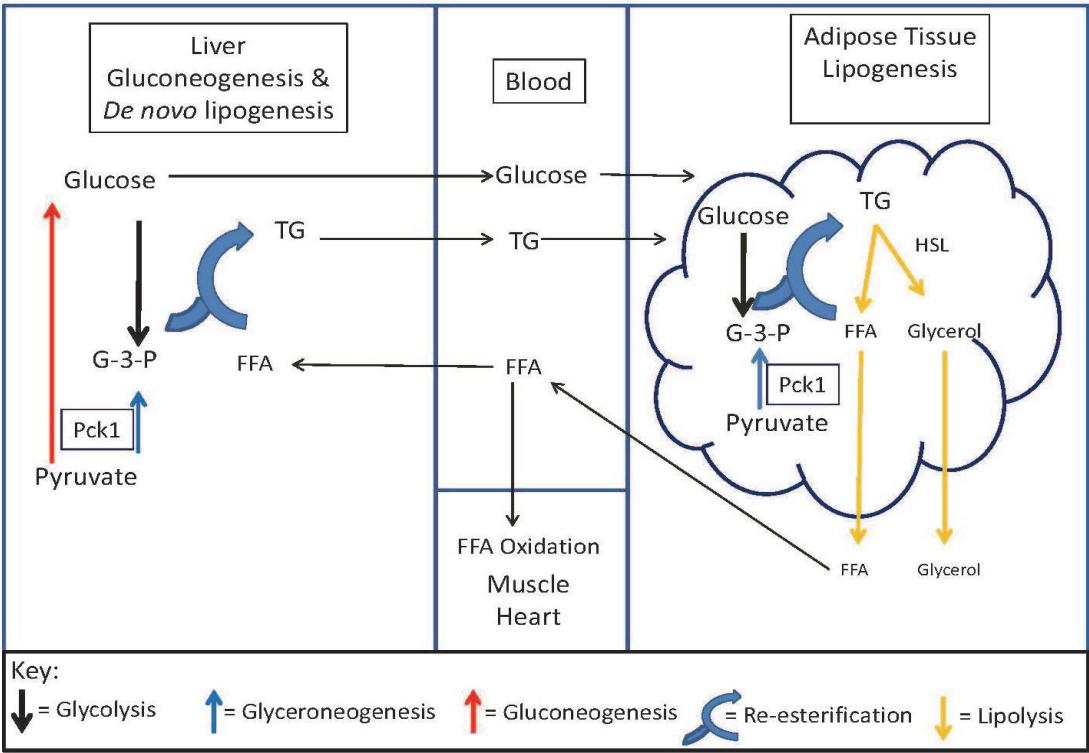 Liver
Gluconeogenesis &
De novo lipogenesis
Blood
Adipose Tissue
Lipogenesis
Glucose
TG
G-3-P
FFA
Pck1
Pyruvate
Glucose
TG
FFA
FFA Oxidation
Muscle
Heart
TG
Glucose
HSL
G-3-P
FFA
Glycerol
Pck1
Pyruvate
FFA
Glycerol
Key:
= Glycolysis
= Glyceroneogenesis
= Gluconeogenesis
= Re-esterification
= Lipolysis